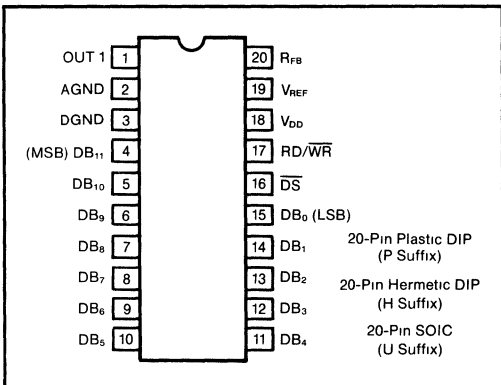 OUT 1 1 20 RFB
AGND 2 19 VREF
DGND 3 18 VDD
(MSB) DB11 4 17 RD/WR
DB10 5 16 DS
DB9 6 15 DB0 (LSB)
DB8 7 14 DB1
DB7 8 13 DB2
DB6 9 12 DB3
DB5 10 11 DB4
20-Pin Plastic DIP
(P Suffix)
20-Pin Hermetic DIP
(H Suffix)
20-Pin SOIC
(U Suffix)